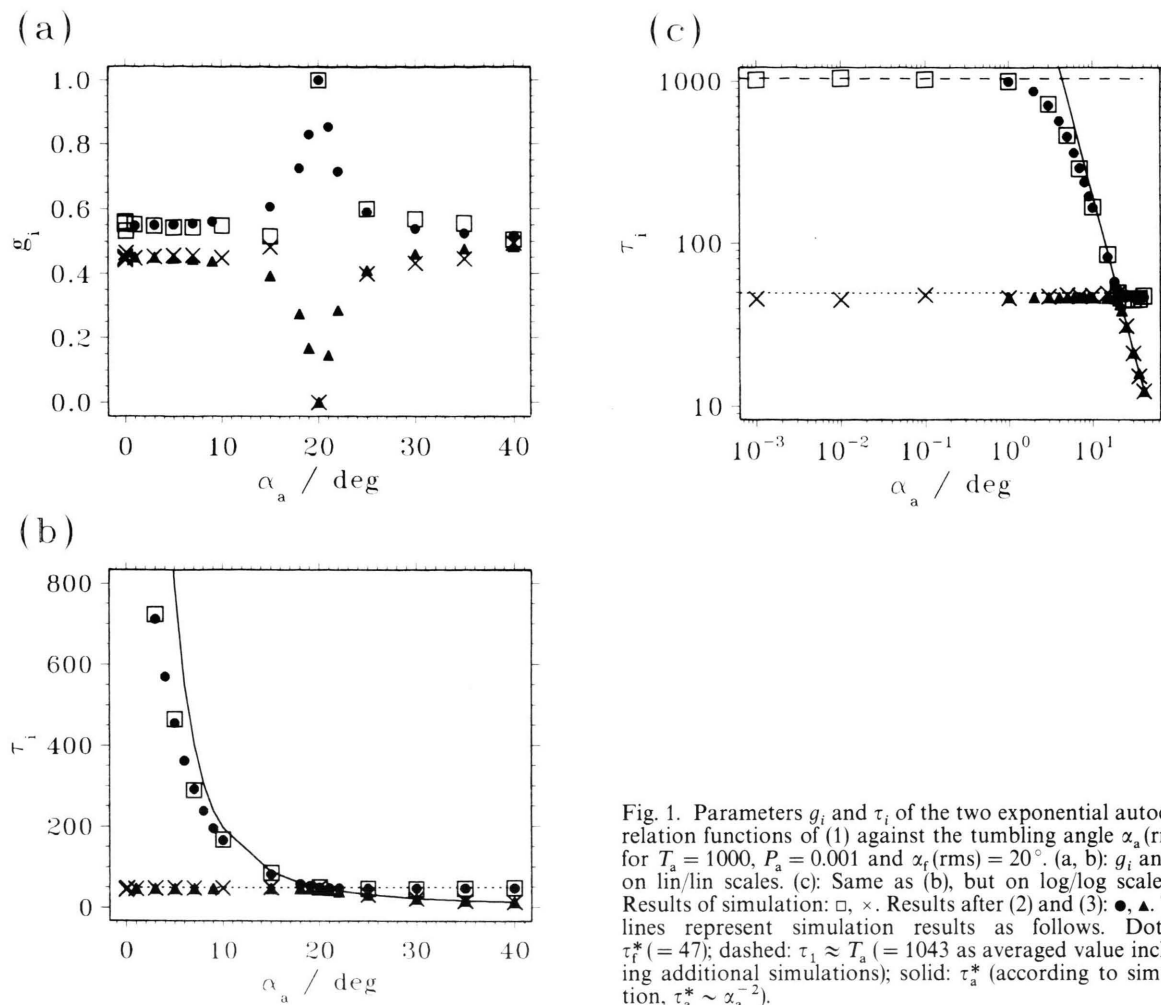 (a)
1.0
0.8
0.6
0.4
0.2
0.0
g_i
0 10 20 30 40
α_a / deg
(c)
1000
100
10
τ_i
10^−3 10^−2 10^−1 10^0 10^1
α_a / deg
(b)
800
600
400
200
0
τ_i
0 10 20 30 40
α_a / deg
Fig. 1. Parameters g_i and τ_i of the two exponential autoco
relation functions of (1) against the tumbling angle α_a (rm
for T_a = 1000, P_a = 0.001 and α_f (rms) = 20°. (a, b): g_i an
on lin/lin scales. (c): Same as (b), but on log/log scale
Results of simulation: □, ×. Results after (2) and (3): ●, ▲.
lines represent simulation results as follows. Dot
τ_f* (= 47); dashed: τ_1 ≈ T_a (= 1043 as averaged value incl
ing additional simulations); solid: τ_a* (according to sim
tion, τ_a* ~ α_a^−2).